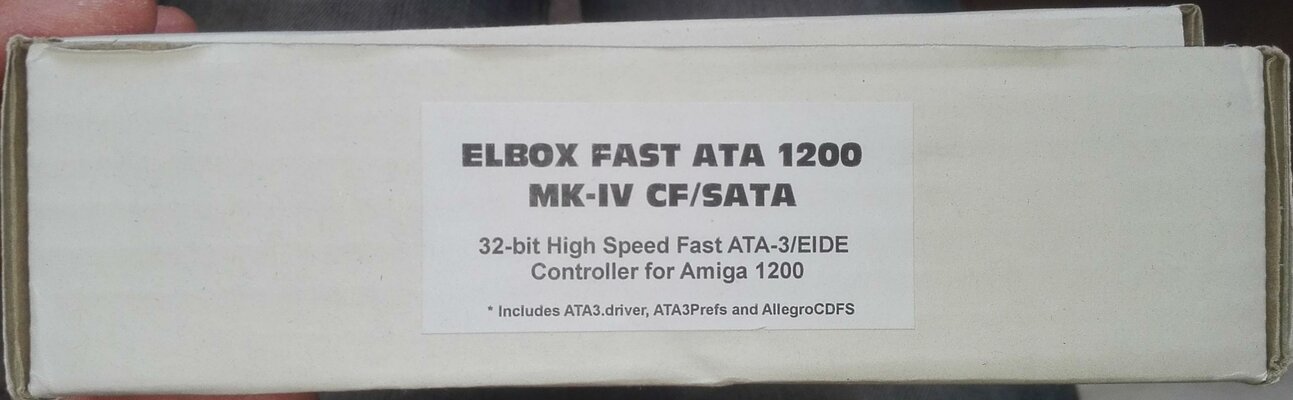 ELBOX FAST ATA 1200
MK-IV CF/SATA
32-bit High Speed Fast ATA-3/EIDE
Controller for Amiga 1200
* Includes ATA3.driver, ATA3Prefs and AllegroCDFS